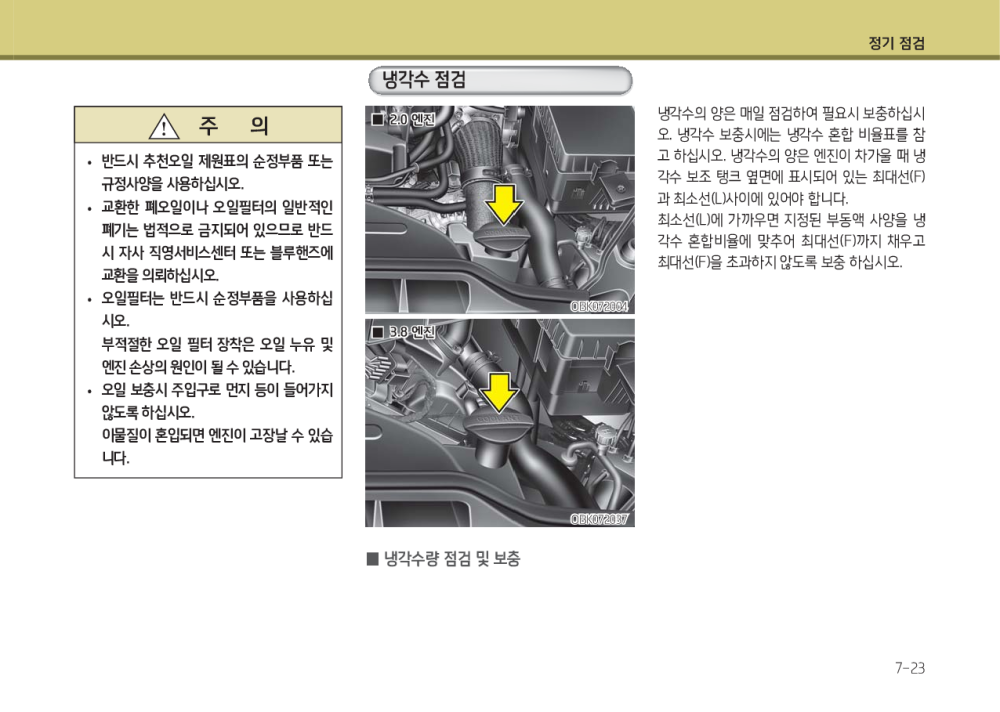 정기 점검
주 의
• 반드시 추천오일 제원표의 순정부품 또는
규정사양을 사용하십시오.
• 교환한 폐오일이나 오일필터의 일반적인
폐기는 법적으로 금지되어 있으므로 반드
시 자사 직영서비스센터 또는 블루핸즈에
교환을 의뢰하십시오.
• 오일필터는 반드시 순정부품을 사용하십
시오.
부적절한 오일 필터 장착은 오일 누유 및
엔진 손상의 원인이 될 수 있습니다.
• 오일 보충시 주입구로 먼지 등이 들어가지
않도록 하십시오.
이물질이 혼입되면 엔진이 고장날 수 있습
니다.
냉각수 점검
■ 2.0 엔진
OBK072004
■ 3.8 엔진
OBK072037
■ 냉각수량 점검 및 보충
냉각수의 양은 매일 점검하여 필요시 보충하십시
오. 냉각수 보충시에는 냉각수 혼합 비율표를 참
고 하십시오. 냉각수의 양은 엔진이 차가울 때 냉
각수 보조 탱크 옆면에 표시되어 있는 최대선(F)
과 최소선(L)사이에 있어야 합니다.
최소선(L)에 가까우면 지정된 부동액 사양을 냉
각수 혼합비율에 맞추어 최대선(F)까지 채우고
최대선(F)을 초과하지 않도록 보충 하십시오.
7-23